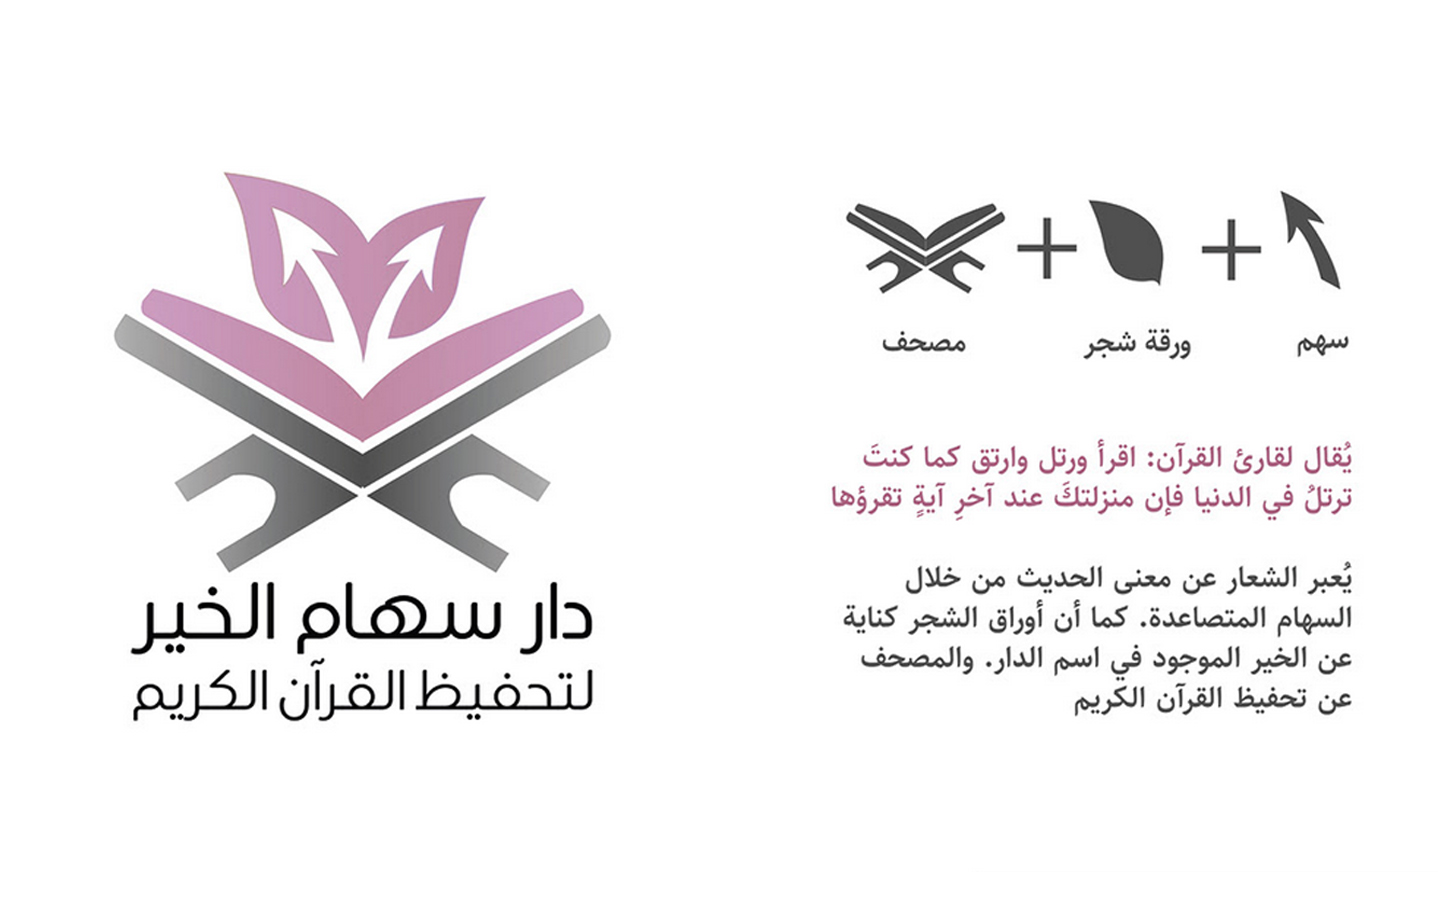 دار سهام الخير
لتحفيظ القرآن الكريم
سهم
ورقة شجر
مصحف
يُقال لقارئ القرآن: اقرأ ورتل وارتق كما كنتَ
ترتلُ في الدنيا فإن منزلتكَ عند آخرِ آيةٍ تقرؤها
يُعبر الشعار عن معنى الحديث من خلال
السهام المتصاعدة. كما أن أوراق الشجر كناية
عن الخير الموجود في اسم الدار. والمصحف
عن تحفيظ القرآن الكريم